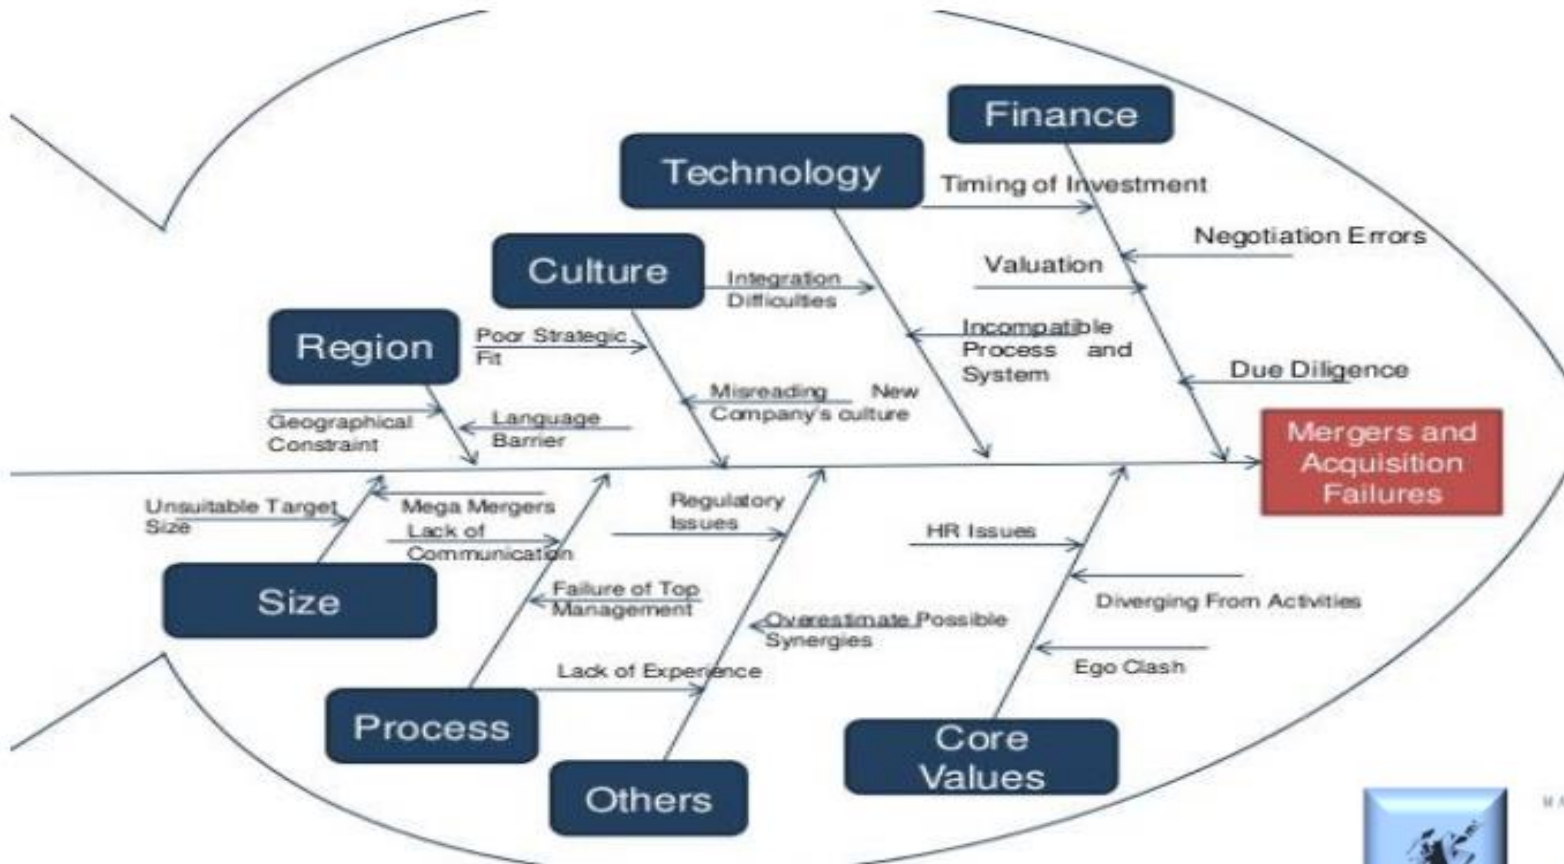 Finance
Technology
Timing of Investment
Negotiation Errors
Culture
Valuation
Integration
Difficulties
Region
Poor Strategic
Fit
Incompatible
Process and
System
Due Diligence
Misreading New
Company's culture
Geographical
Constraint
Language
Barrier
Mergers and
Acquisition
Failures
Unsuitable Target
Size
Mega Mergers
Lack of
Communication
Regulatory
Issues
HR Issues
Size
Failure of Top
Management
Diverging From Activities
Overestimate Possible
Synergies
Lack of Experience
Ego Clash
Process
Core
Values
Others